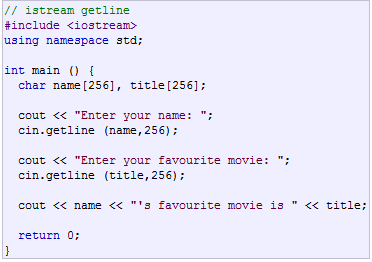 // istream getline
#include <iostream>
using namespace std;
int main () {
char name[256], title[256];
cout << "Enter your name: ";
cin.getline (name,256);
cout << "Enter your favourite movie: ";
cin.getline (title,256);
cout << name << "'s favourite movie is " << title;
return 0;
}